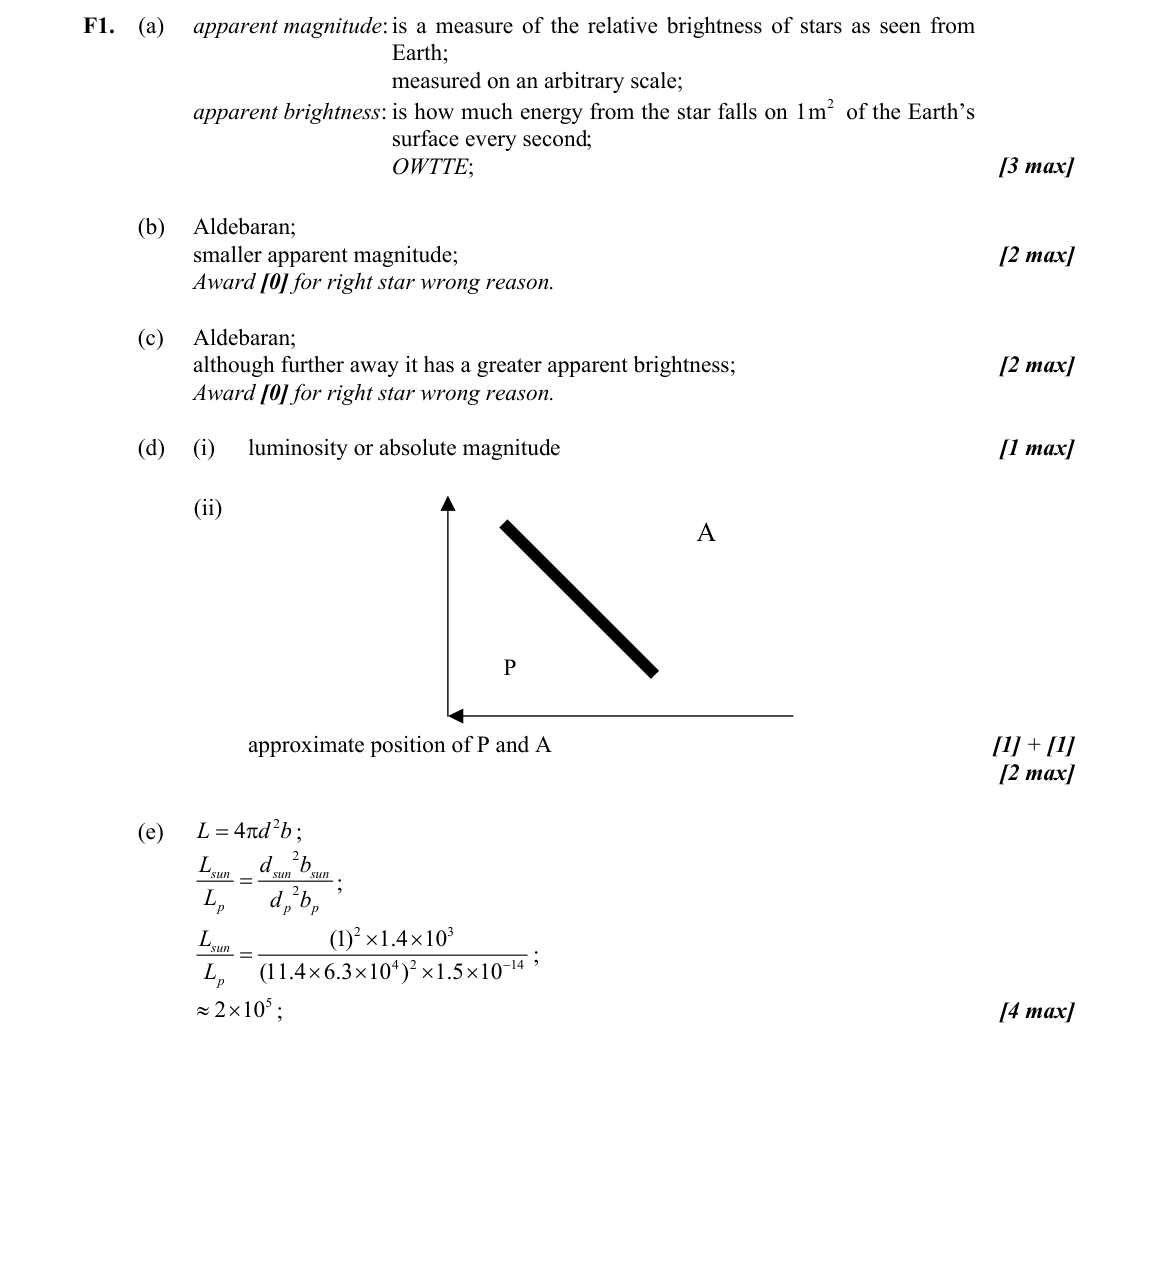 F1. (a) apparent magnitude: is a measure of the relative brightness of stars as seen from
Earth;
measured on an arbitrary scale;
apparent brightness: is how much energy from the star falls on 1 m² of the Earth's
surface every second;
OWTTE; [3 max]
(b) Aldebaran;
smaller apparent magnitude; [2 max]
Award [0] for right star wrong reason.
(c) Aldebaran;
although further away it has a greater apparent brightness; [2 max]
Award [0] for right star wrong reason.
(d) (i) luminosity or absolute magnitude [1 max]
(ii)
A
P
approximate position of P and A [1] + [1]
[2 max]
(e) L = 4πd²b;
L_sun / L_p = d_sun² b_sun / d_p² b_p;
L_sun / L_p = (1)² × 1.4 × 10³ / (11.4 × 6.3 × 10⁴)² × 1.5 × 10⁻¹⁴;
≈ 2 × 10⁵; [4 max]